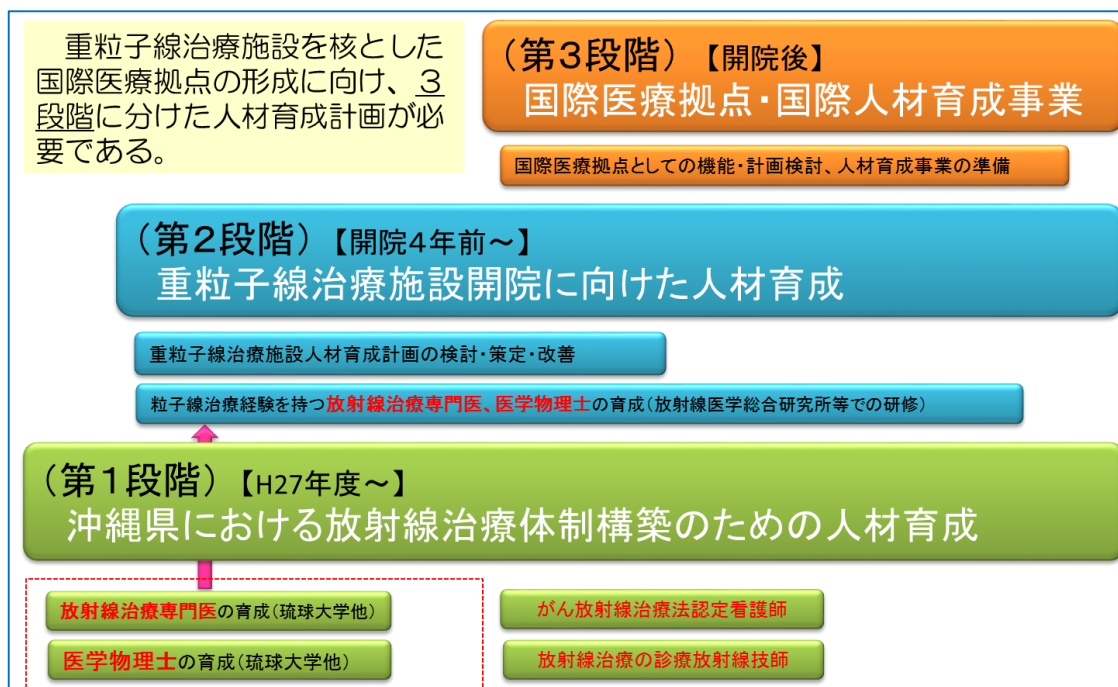 重粒子線治療施設を核とした
国際医療拠点の形成に向け、３
段階に分けた人材育成計画が必
要である。
（第３段階）【開院後】
国際医療拠点・国際人材育成事業
国際医療拠点としての機能・計画検討、人材育成事業の準備
（第２段階）【開院４年前～】
重粒子線治療施設開院に向けた人材育成
重粒子線治療施設人材育成計画の検討・策定・改善
粒子線治療経験を持つ放射線治療専門医、医学物理士の育成（放射線医学総合研究所等での研修）
（第１段階）【H27年度～】
沖縄県における放射線治療体制構築のための人材育成
放射線治療専門医の育成（琉球大学他）
医学物理士の育成（琉球大学他）
がん放射線治療法認定看護師
放射線治療の診療放射線技師